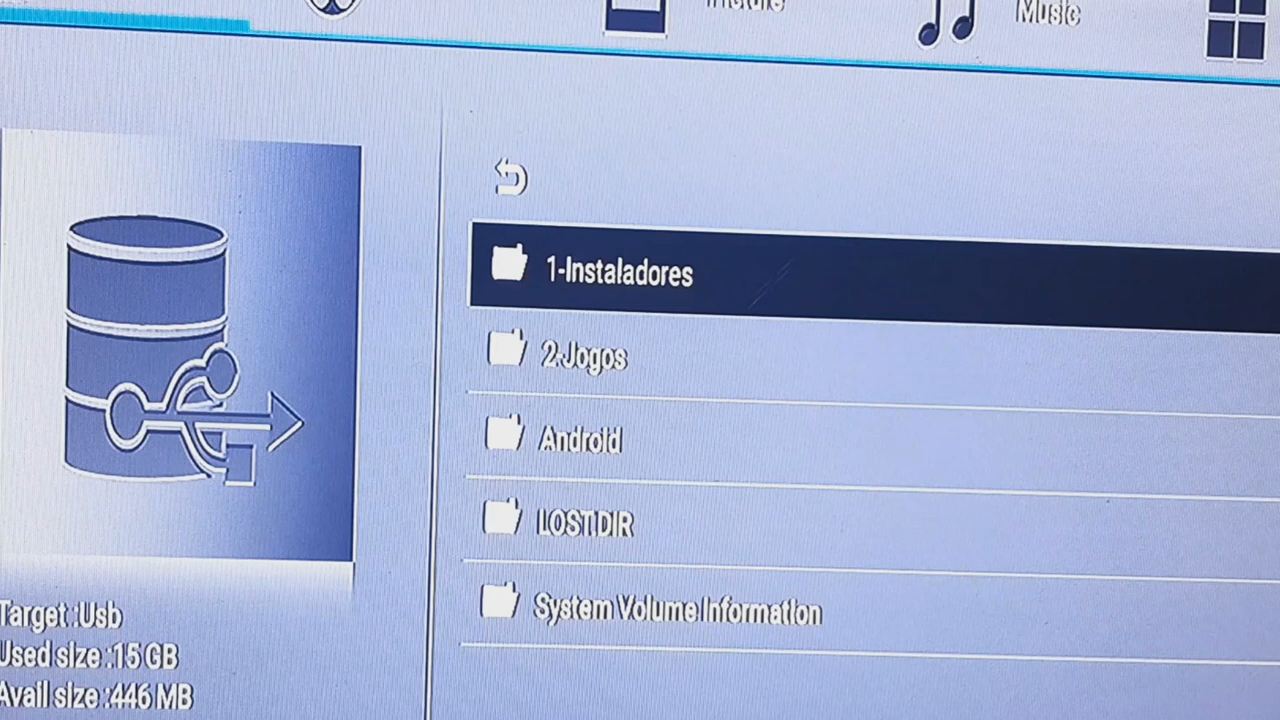 Picture
Music
1-Instaladores
2-Jogos
Android
LOST.DIR
System Volume Information
Target :Usb
Used size :15 GB
Avail size :446 MB